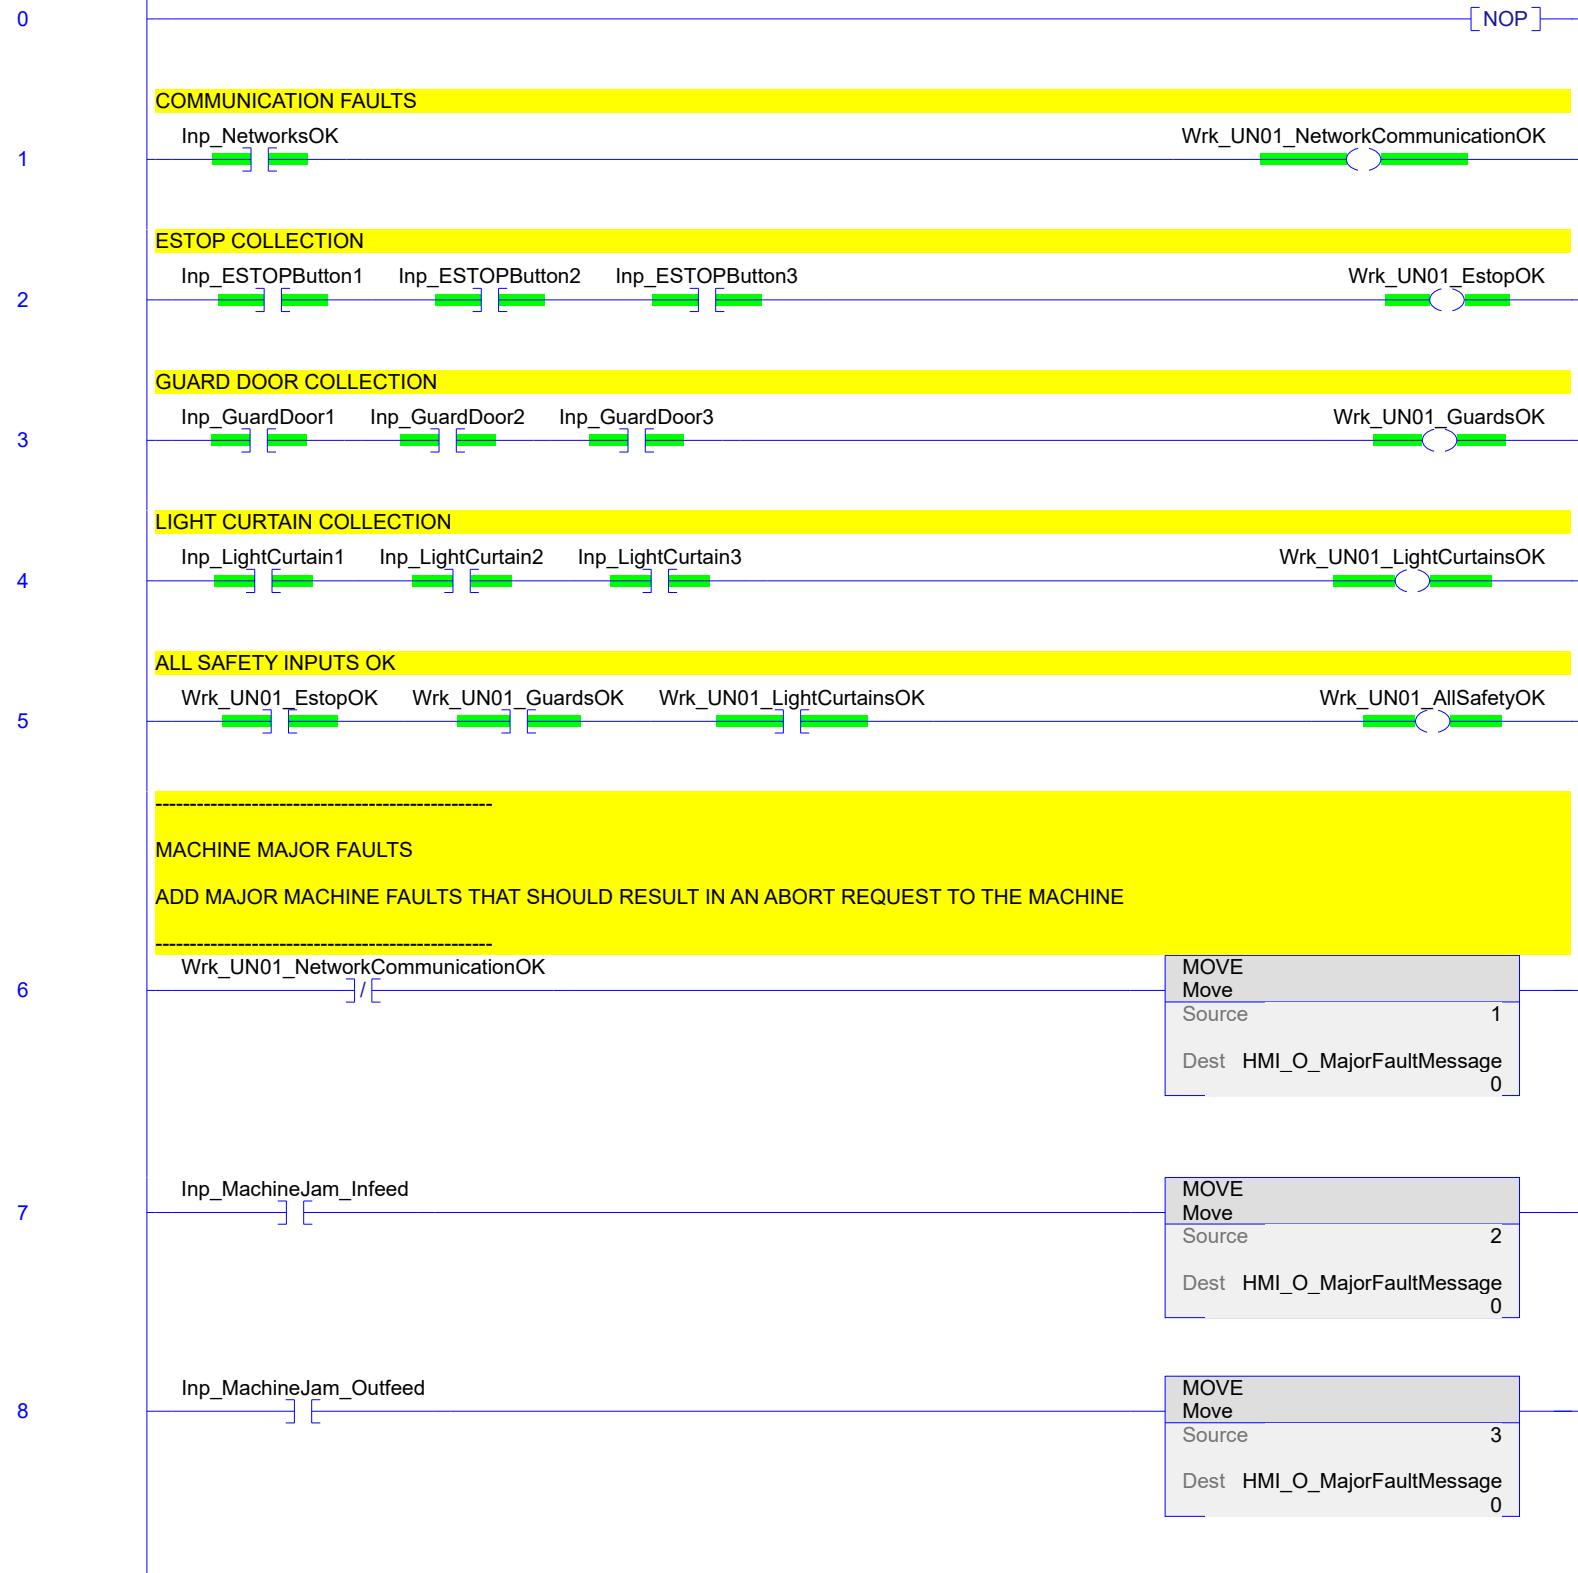 0
NOP
COMMUNICATION FAULTS
Inp_NetworksOK Wrk_UN01_NetworkCommunicationOK
1
ESTOP COLLECTION
Inp_ESTOPButton1 Inp_ESTOPButton2 Inp_ESTOPButton3 Wrk_UN01_EstopOK
2
GUARD DOOR COLLECTION
Inp_GuardDoor1 Inp_GuardDoor2 Inp_GuardDoor3 Wrk_UN01_GuardsOK
3
LIGHT CURTAIN COLLECTION
Inp_LightCurtain1 Inp_LightCurtain2 Inp_LightCurtain3 Wrk_UN01_LightCurtainsOK
4
ALL SAFETY INPUTS OK
Wrk_UN01_EstopOK Wrk_UN01_GuardsOK Wrk_UN01_LightCurtainsOK Wrk_UN01_AllSafetyOK
5
------------------------------------------------
MACHINE MAJOR FAULTS
ADD MAJOR MACHINE FAULTS THAT SHOULD RESULT IN AN ABORT REQUEST TO THE MACHINE
------------------------------------------------
Wrk_UN01_NetworkCommunicationOK MOVE
6 / Move
Source 1
Dest HMI_O_MajorFaultMessage
0
Inp_MachineJam_Infeed MOVE
7 Move
Source 2
Dest HMI_O_MajorFaultMessage
0
Inp_MachineJam_Outfeed MOVE
8 Move
Source 3
Dest HMI_O_MajorFaultMessage
0